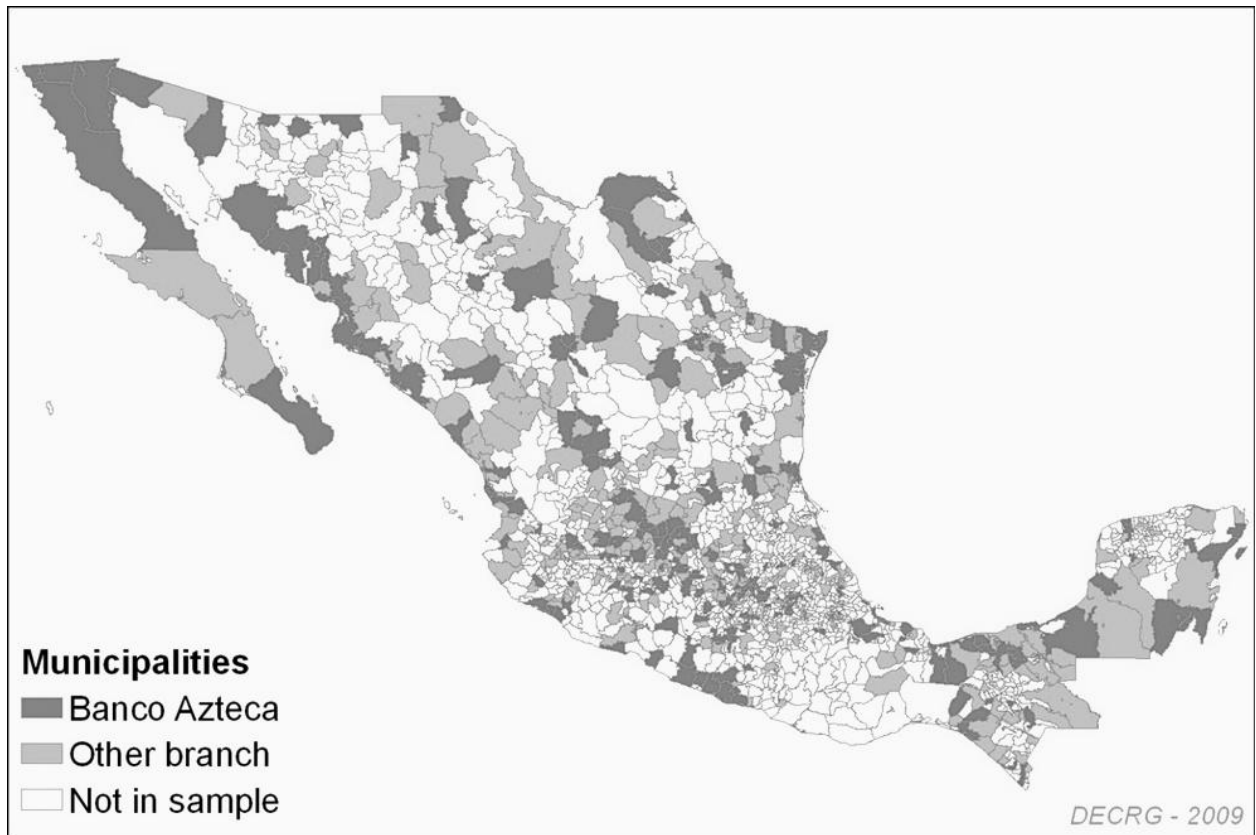 Municipalities
Banco Azteca
Other branch
Not in sample
DECRG - 2009